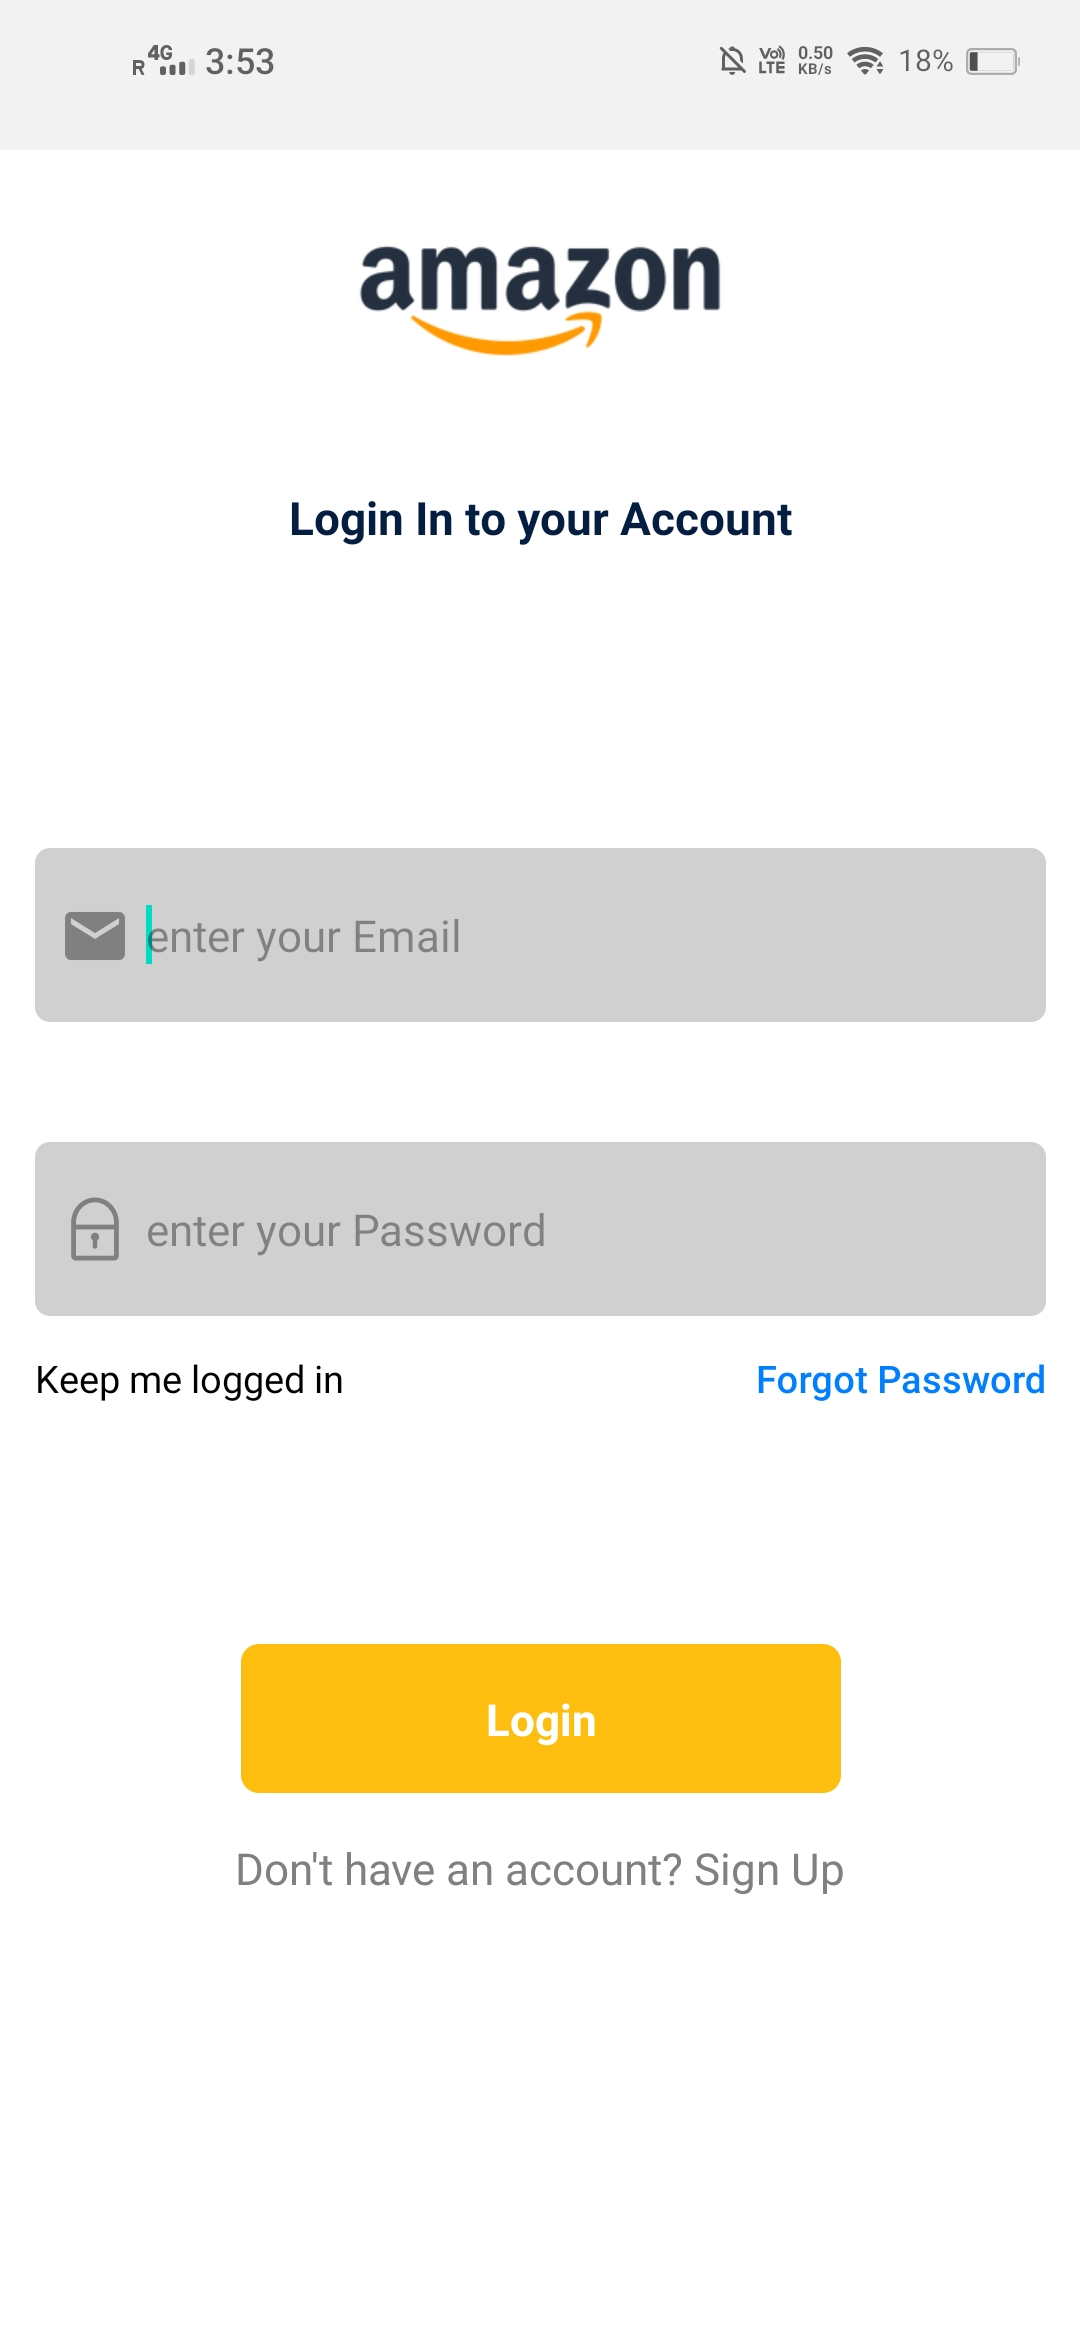 R 4G 3:53 Vo) LTE 0.50 KB/s 18%
amazon
Login In to your Account
enter your Email
enter your Password
Keep me logged in Forgot Password
Login
Don't have an account? Sign Up